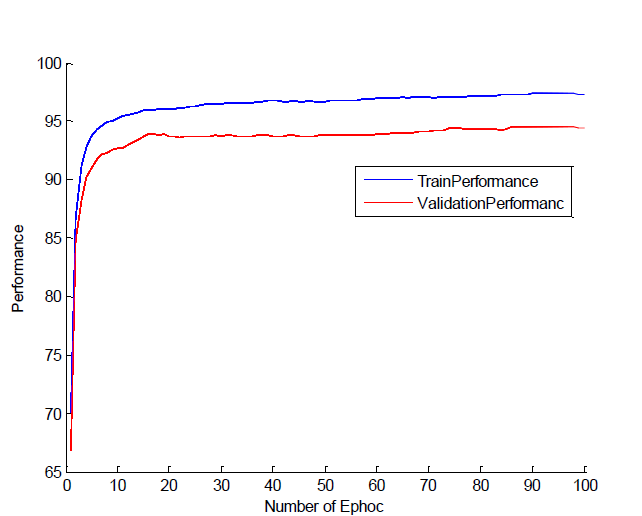 100
95
90
85
80
75
70
65
Performance
TrainPerformance
ValidationPerformanc
0 10 20 30 40 50 60 70 80 90 100
Number of Ephoc